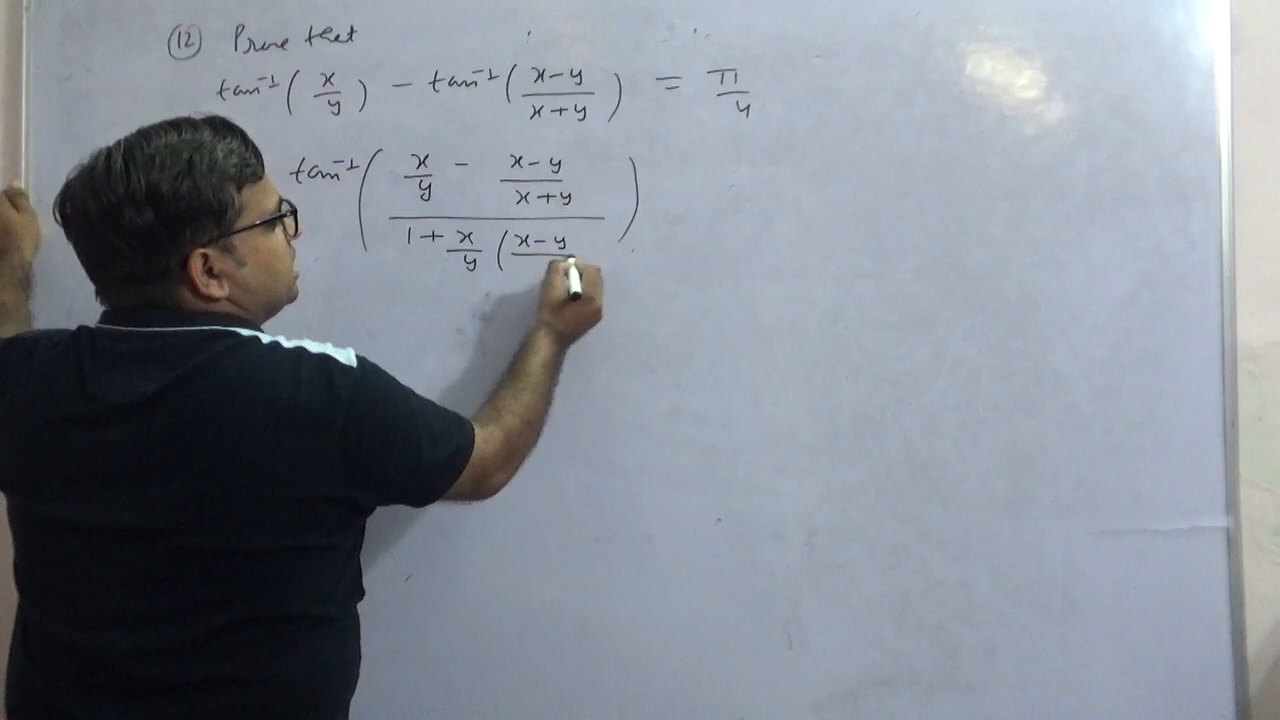 (12) Prove that
tan⁻¹(x/y) - tan⁻¹(x-y/x+y) = π/4
tan⁻¹(x/y - x-y/x+y
1+ x/y (x-y